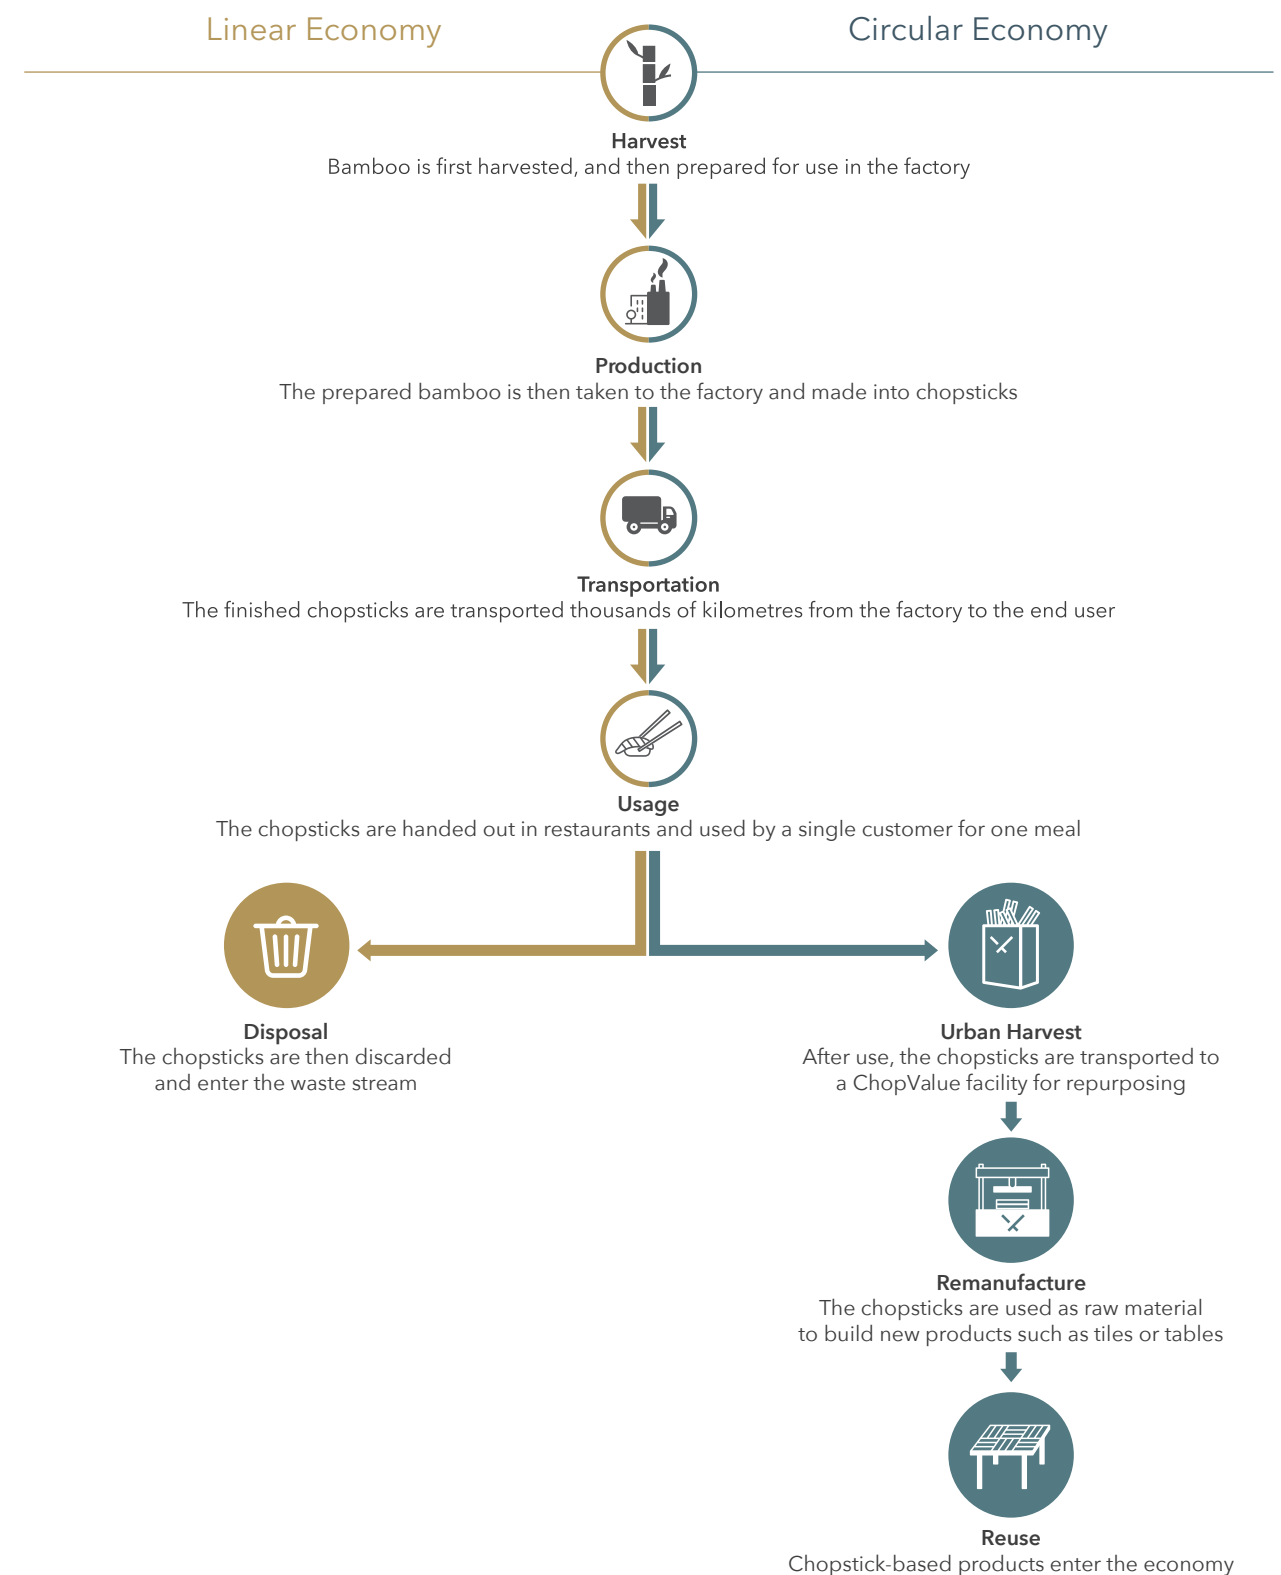 Linear Economy
Circular Economy
Harvest
Bamboo is first harvested, and then prepared for use in the factory
Production
The prepared bamboo is then taken to the factory and made into chopsticks
Transportation
The finished chopsticks are transported thousands of kilometres from the factory to the end user
Usage
The chopsticks are handed out in restaurants and used by a single customer for one meal
Disposal
The chopsticks are then discarded
and enter the waste stream
Urban Harvest
After use, the chopsticks are transported to
a ChopValue facility for repurposing
Remanufacture
The chopsticks are used as raw material
to build new products such as tiles or tables
Reuse
Chopstick-based products enter the economy